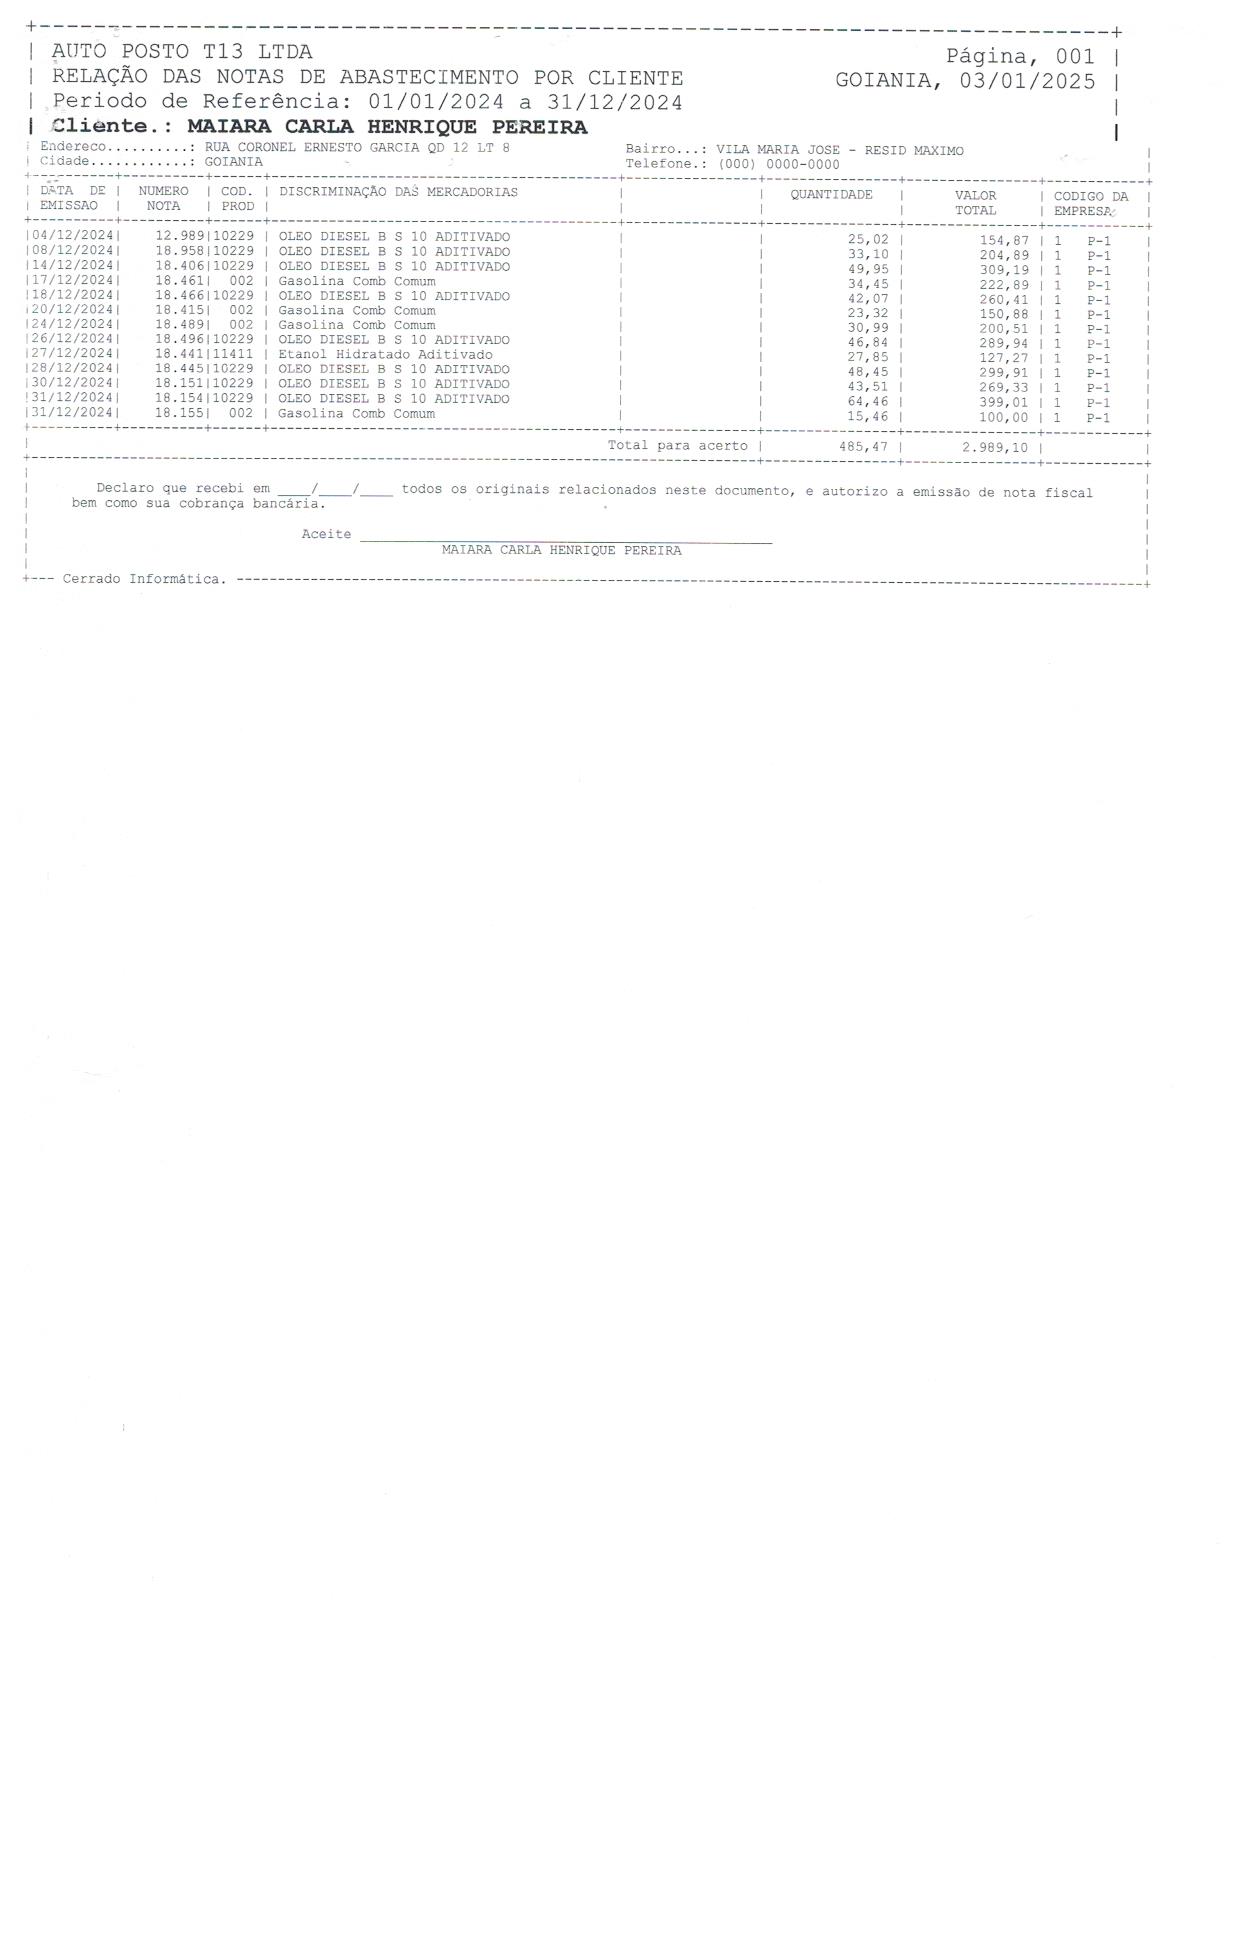 AUTO POSTO T13 LTDA Página, 001
RELAÇÃO DAS NOTAS DE ABASTECIMENTO POR CLIENTE GOIANIA, 03/01/2025
Periodo de Referência: 01/01/2024 a 31/12/2024
Cliente.: MAIARA CARLA HENRIQUE PEREIRA
Endereco..........: RUA CORONEL ERNESTO GARCIA QD 12 LT 8 Bairro...: VILA MARIA JOSE - RESID MAXIMO
Cidade............: GOIANIA Telefone.: (000) 0000-0000
| DATA DE | NUMERO | COD. | DISCRIMINAÇÃO DAS MERCADORIAS | | QUANTIDADE | VALOR | CODIGO DA |
| EMISSAO | NOTA | PROD | | | | TOTAL | EMPRESA |
|04/12/2024| 12.989|10229 | OLEO DIESEL B S 10 ADITIVADO | | 25,02 | 154,87 | 1 P-1 |
|08/12/2024| 18.958|10229 | OLEO DIESEL B S 10 ADITIVADO | | 33,10 | 204,89 | 1 P-1 |
|14/12/2024| 18.406|10229 | OLEO DIESEL B S 10 ADITIVADO | | 49,95 | 309,19 | 1 P-1 |
|17/12/2024| 18.461| 002 | Gasolina Comb Comum | | 34,45 | 222,89 | 1 P-1 |
|18/12/2024| 18.466|10229 | OLEO DIESEL B S 10 ADITIVADO | | 42,07 | 260,41 | 1 P-1 |
|20/12/2024| 18.415| 002 | Gasolina Comb Comum | | 23,32 | 150,88 | 1 P-1 |
|24/12/2024| 18.489| 002 | Gasolina Comb Comum | | 30,99 | 200,51 | 1 P-1 |
|26/12/2024| 18.496|10229 | OLEO DIESEL B S 10 ADITIVADO | | 46,84 | 289,94 | 1 P-1 |
|27/12/2024| 18.441|11411 | Etanol Hidratado Aditivado | | 27,85 | 127,27 | 1 P-1 |
|28/12/2024| 18.445|10229 | OLEO DIESEL B S 10 ADITIVADO | | 48,45 | 299,91 | 1 P-1 |
|30/12/2024| 18.151|10229 | OLEO DIESEL B S 10 ADITIVADO | | 43,51 | 269,33 | 1 P-1 |
|31/12/2024| 18.154|10229 | OLEO DIESEL B S 10 ADITIVADO | | 64,46 | 399,01 | 1 P-1 |
|31/12/2024| 18.155| 002 | Gasolina Comb Comum | | 15,46 | 100,00 | 1 P-1 |
Total para acerto | 485,47 | 2.989,10 |
Declaro que recebi em ____/____/____ todos os originais relacionados neste documento, e autorizo a emissão de nota fiscal
bem como sua cobrança bancária.
Aceite
MAIARA CARLA HENRIQUE PEREIRA
+--- Cerrado Informática.